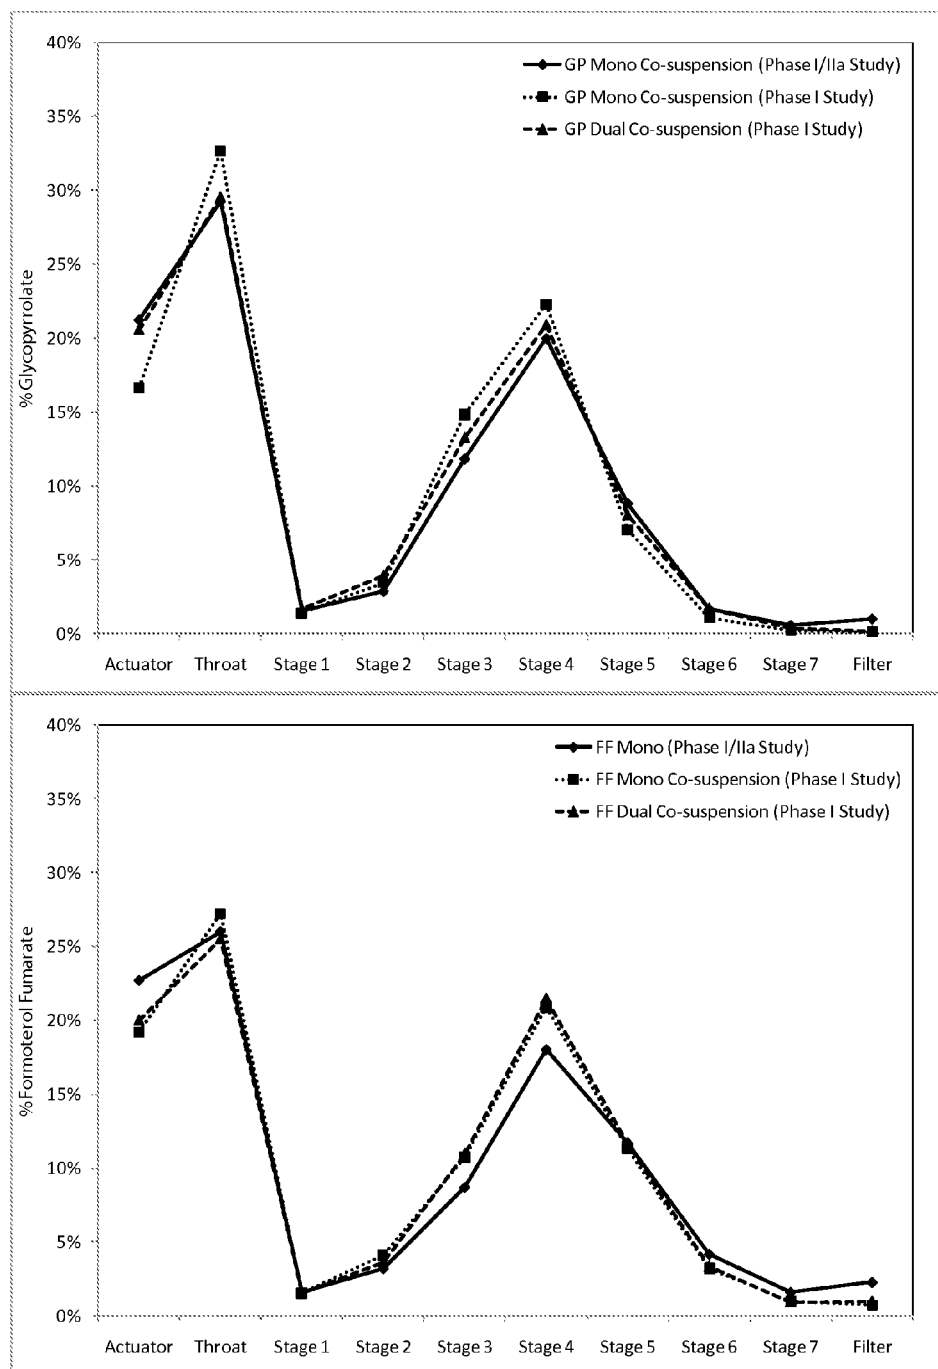 40%
GP Mono Co-suspension (Phase I/IIa Study)
GP Mono Co-suspension (Phase I Study)
GP Dual Co-suspension (Phase I Study)
35%
30%
25%
20%
15%
10%
5%
0%
%Glycopyrrolate
Actuator Throat Stage 1 Stage 2 Stage 3 Stage 4 Stage 5 Stage 6 Stage 7 Filter
40%
FF Mono (Phase I/IIa Study)
FF Mono Co-suspension (Phase I Study)
FF Dual Co-suspension (Phase I Study)
35%
30%
25%
20%
15%
10%
5%
0%
%Formoterol Fumarate
Actuator Throat Stage 1 Stage 2 Stage 3 Stage 4 Stage 5 Stage 6 Stage 7 Filter